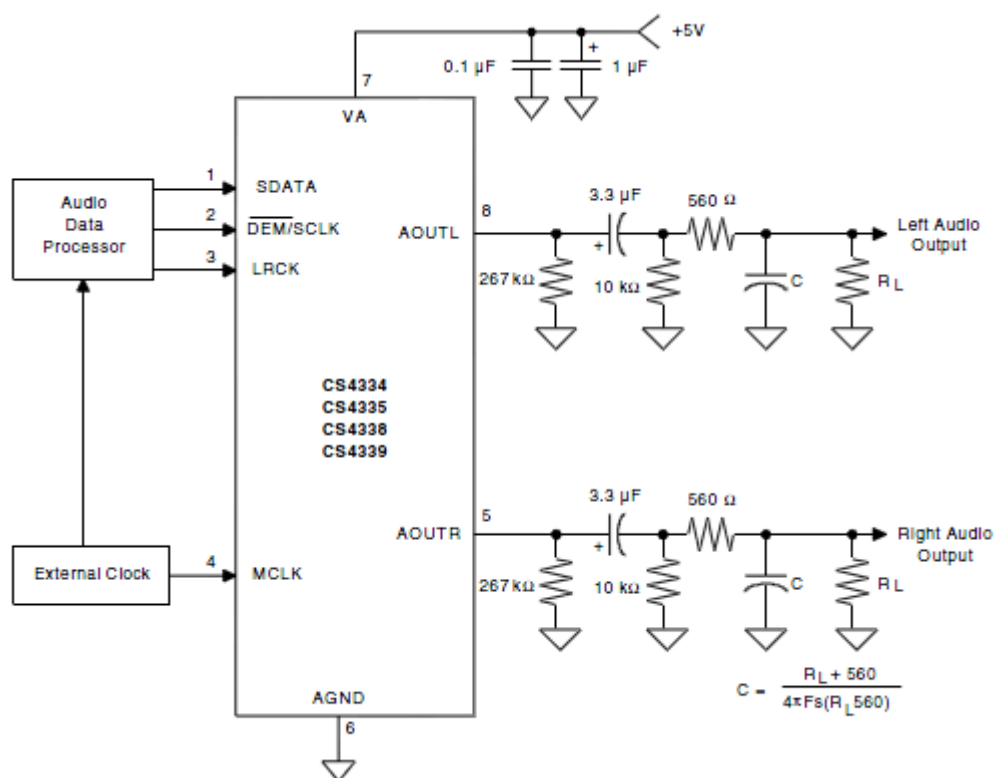 +5V
0.1 µF
+
1 µF
7
VA
1
SDATA
Audio
Data
Processor
2
DEM/SCLK
3
LRCK
AOUTL
8
3.3 µF
560 Ω
Left Audio
Output
267 kΩ
+
10 kΩ
C
RL
CS4334
CS4335
CS4338
CS4339
3.3 µF
560 Ω
AOUTR
5
Right Audio
Output
External Clock
4
MCLK
267 kΩ
+
10 kΩ
C
RL
AGND
6
C = RL + 560
4πFs(RL560)